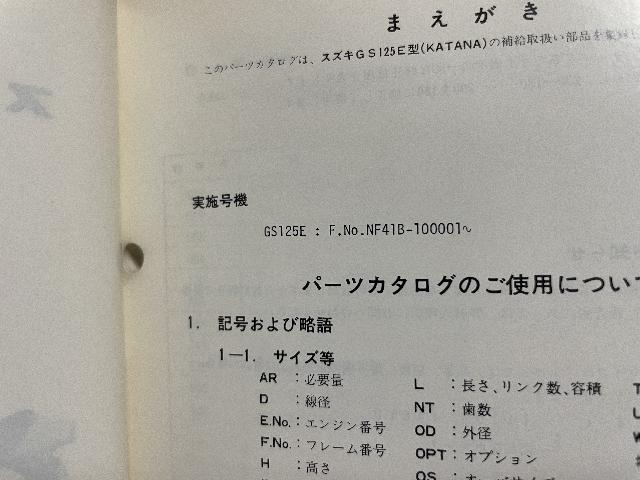 まえがき
このパーツカタログは、スズキGS125E型(KATANA)の補給取扱い部品を
実施号機
GS125E : F.No.NF41B-100001~
パーツカタログのご使用につい
1. 記号および略語
1-1. サイズ等
AR :必要量
D :線径
E.No. :エンジン番号
F.No. :フレーム番号
H :高さ
L :長さ、リンク数、容積
NT :歯数
OD :外径
OPT :オプション